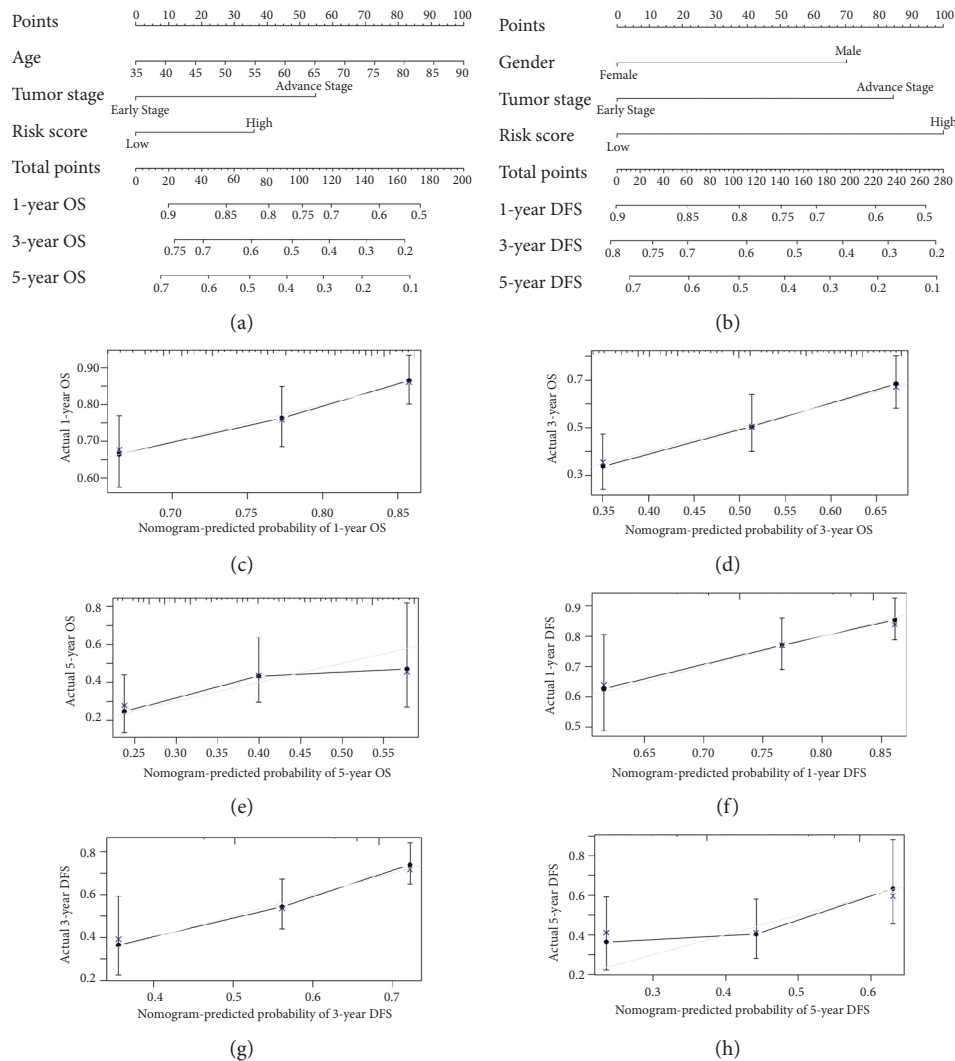 Points
0 10 20 30 40 50 60 70 80 90 100
Age
35 40 45 50 55 60 65 70 75 80 85 90
Tumor stage
Early Stage
Advance Stage
Risk score
Low
High
Total points
0 20 40 60 80 100 120 140 160 180 200
1-year OS
0.9 0.85 0.8 0.75 0.7 0.6 0.5
3-year OS
0.75 0.7 0.6 0.5 0.4 0.3 0.2
5-year OS
0.7 0.6 0.5 0.4 0.3 0.2 0.1
(a)
Points
0 10 20 30 40 50 60 70 80 90 100
Gender
Female
Male
Tumor stage
Early Stage
Advance Stage
Risk score
Low
High
Total points
0 20 40 60 80 100 120 140 160 180 200 220 240 260 280
1-year DFS
0.9 0.85 0.8 0.75 0.7 0.6 0.5
3-year DFS
0.8 0.75 0.7 0.6 0.5 0.4 0.3 0.2
5-year DFS
0.7 0.6 0.5 0.4 0.3 0.2 0.1
(b)
Actual 1-year OS
0.90
0.80
0.70
0.60
0.70 0.75 0.80 0.85
Nomogram-predicted probability of 1-year OS
(c)
Actual 3-year OS
0.7
0.5
0.3
0.35 0.40 0.45 0.50 0.55 0.60 0.65
Nomogram-predicted probability of 3-year OS
(d)
Actual 5-year OS
0.8
0.6
0.4
0.2
0.25 0.30 0.35 0.40 0.45 0.50 0.55
Nomogram-predicted probability of 5-year OS
(e)
Actual 1-year DFS
0.9
0.8
0.7
0.6
0.5
0.65 0.70 0.75 0.80 0.85
Nomogram-predicted probability of 1-year DFS
(f)
Actual 3-year DFS
0.8
0.6
0.4
0.2
0.4 0.5 0.6 0.7
Nomogram-predicted probability of 3-year DFS
(g)
Actual 5-year DFS
0.8
0.6
0.4
0.2
0.3 0.4 0.5 0.6
Nomogram-predicted probability of 5-year DFS
(h)